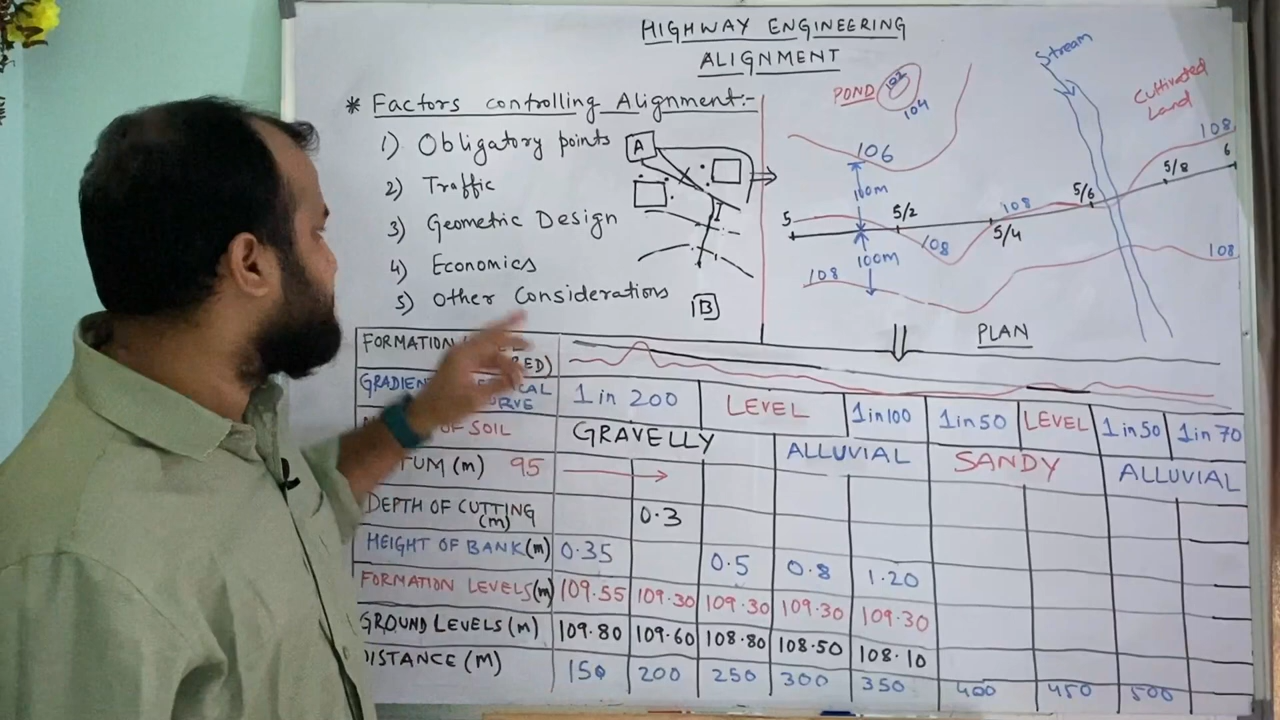 HIGHWAY ENGINEERING
ALIGNMENT
* Factors controlling Alignment:-
1) Obligatory points
2) Traffic
3) Geometric Design
4) Economics
5) Other Considerations
A
B
POND 102
104
106
100m
100m
Stream
Cultivated Land
108
108
108
108
108
5
5/2
5/4
5/6
5/8
6
PLAN
FORMATION
RED)
1 in 200 LEVEL 1 in 100 1 in 50 LEVEL 1 in 50 1 in 70
OF SOIL GRAVELLY ALLUVIAL SANDY ALLUVIAL
TUM (m) 95
DEPTH OF CUTTING (m) 0.3
HEIGHT OF BANK (m) 0.35 0.5 0.8 1.20
FORMATION LEVELS (m) 109.55 109.30 109.30 109.30 109.30
GROUND LEVELS (m) 109.80 109.60 108.80 108.50 108.10
DISTANCE (M) 150 200 250 300 350 400 450 500